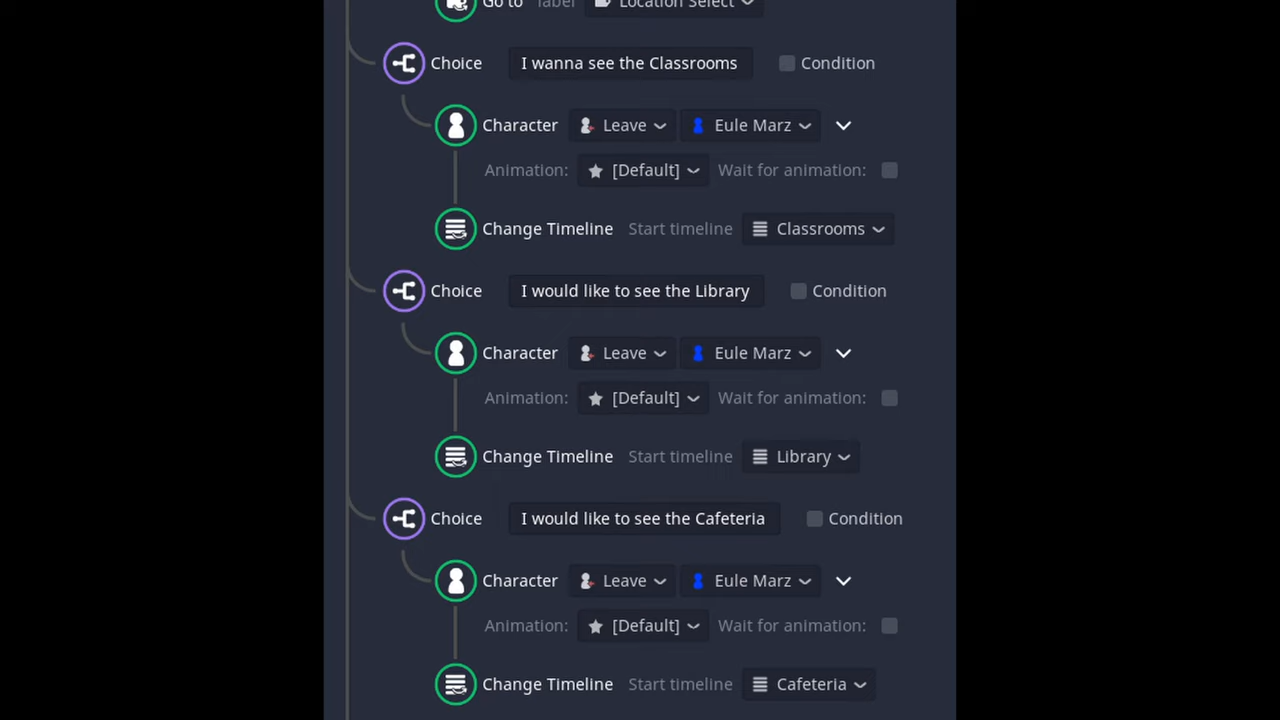 Go to label Location Select
Choice I wanna see the Classrooms Condition
Character Leave Eule Marz
Animation: [Default] Wait for animation:
Change Timeline Start timeline Classrooms
Choice I would like to see the Library Condition
Character Leave Eule Marz
Animation: [Default] Wait for animation:
Change Timeline Start timeline Library
Choice I would like to see the Cafeteria Condition
Character Leave Eule Marz
Animation: [Default] Wait for animation:
Change Timeline Start timeline Cafeteria